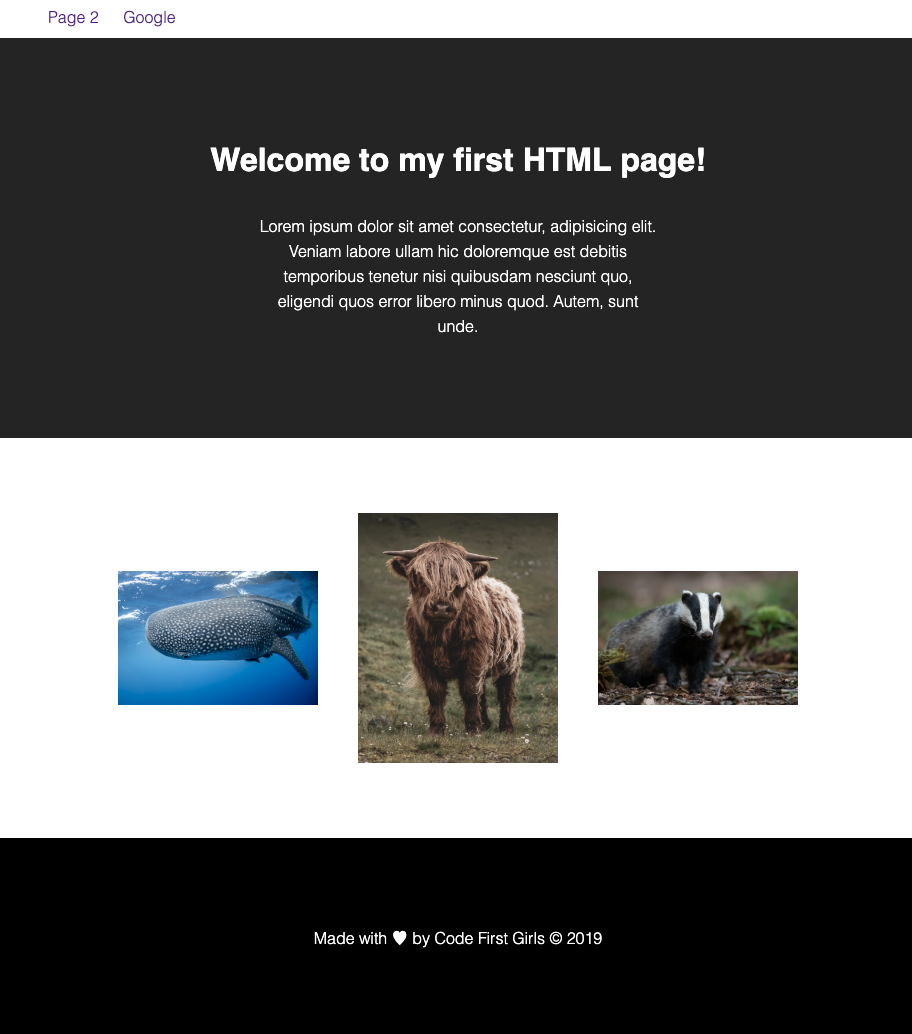 Page 2 Google
Welcome to my first HTML page!
Lorem ipsum dolor sit amet consectetur, adipisicing elit.
Veniam labore ullam hic doloremque est debitis
temporibus tenetur nisi quibusdam nesciunt quo,
eligendi quos error libero minus quod. Autem, sunt
unde.
Made with ♥ by Code First Girls © 2019